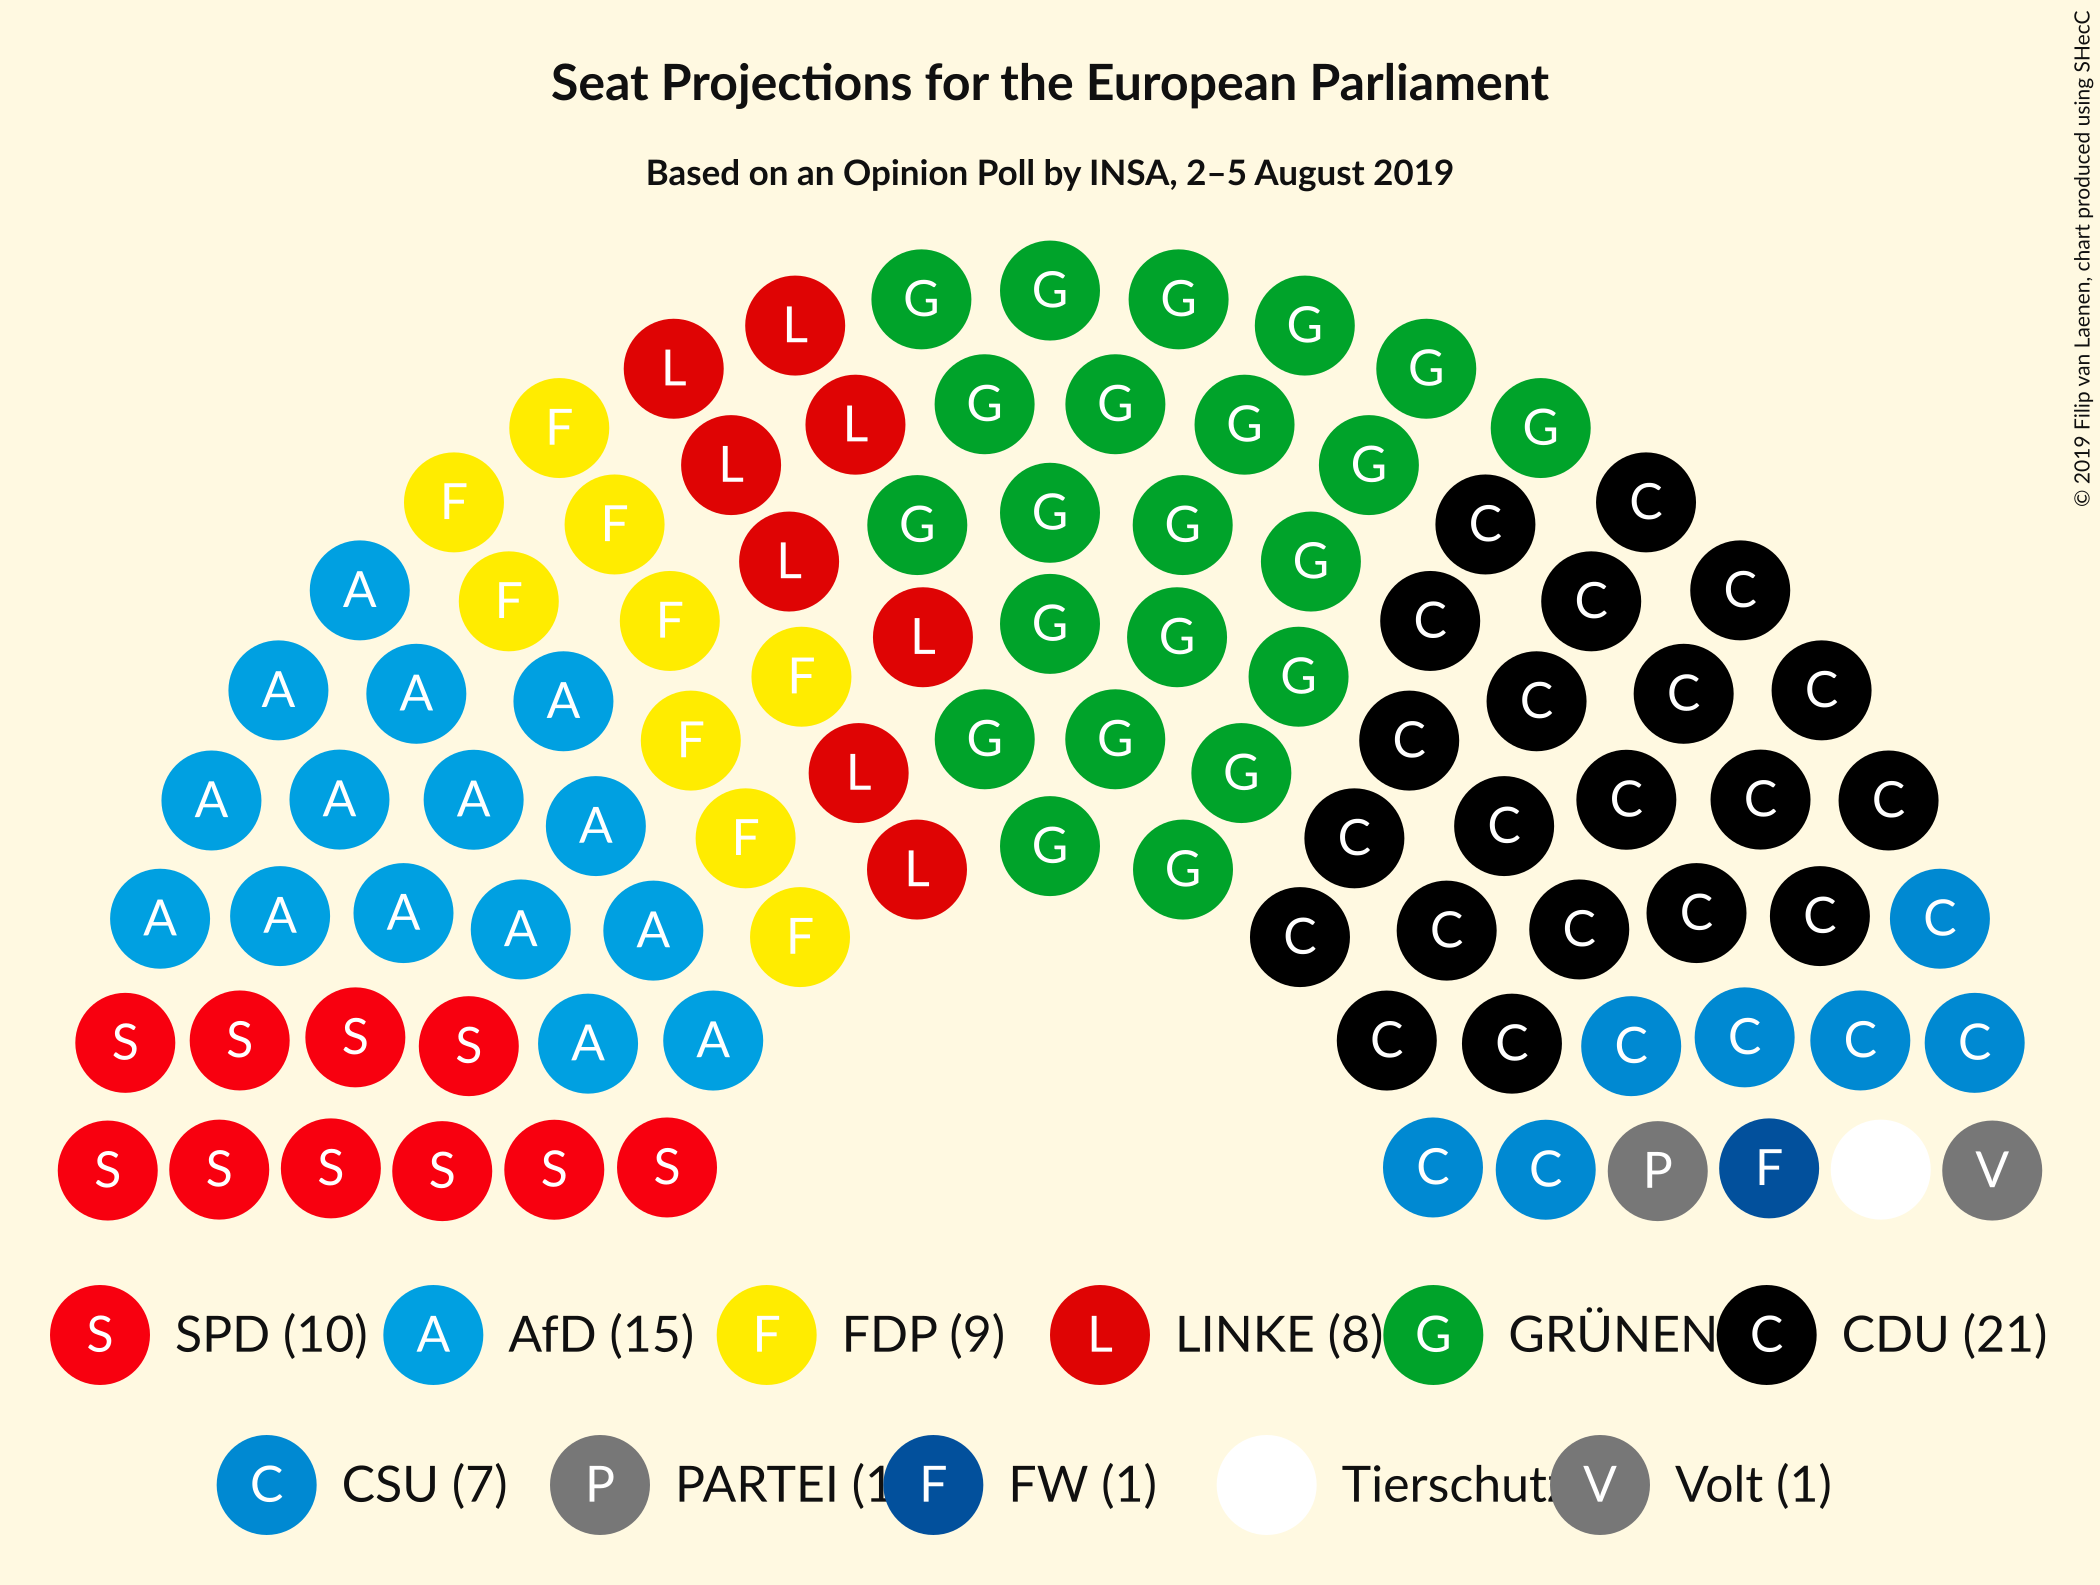 Seat Projections for the European Parliament
Based on an Opinion Poll by INSA, 2–5 August 2019
© 2019 Filip van Laenen, chart produced using SHecC
G G G G G
L L G
L G G G G
F L G
F F L G G G G C C
F F L L G G G C C
A F G C
A A A F C C C C
F L G G G C
A A A A F L G G C C C C C
A A A A A F C C C C C C
S S S S A A C C C C C C
S S S S S S C C P F V
S SPD (10) A AfD (15) F FDP (9) L LINKE (8) G GRÜNEN C CDU (21)
C CSU (7) P PARTEI (1 F FW (1) Tierschutz V Volt (1)